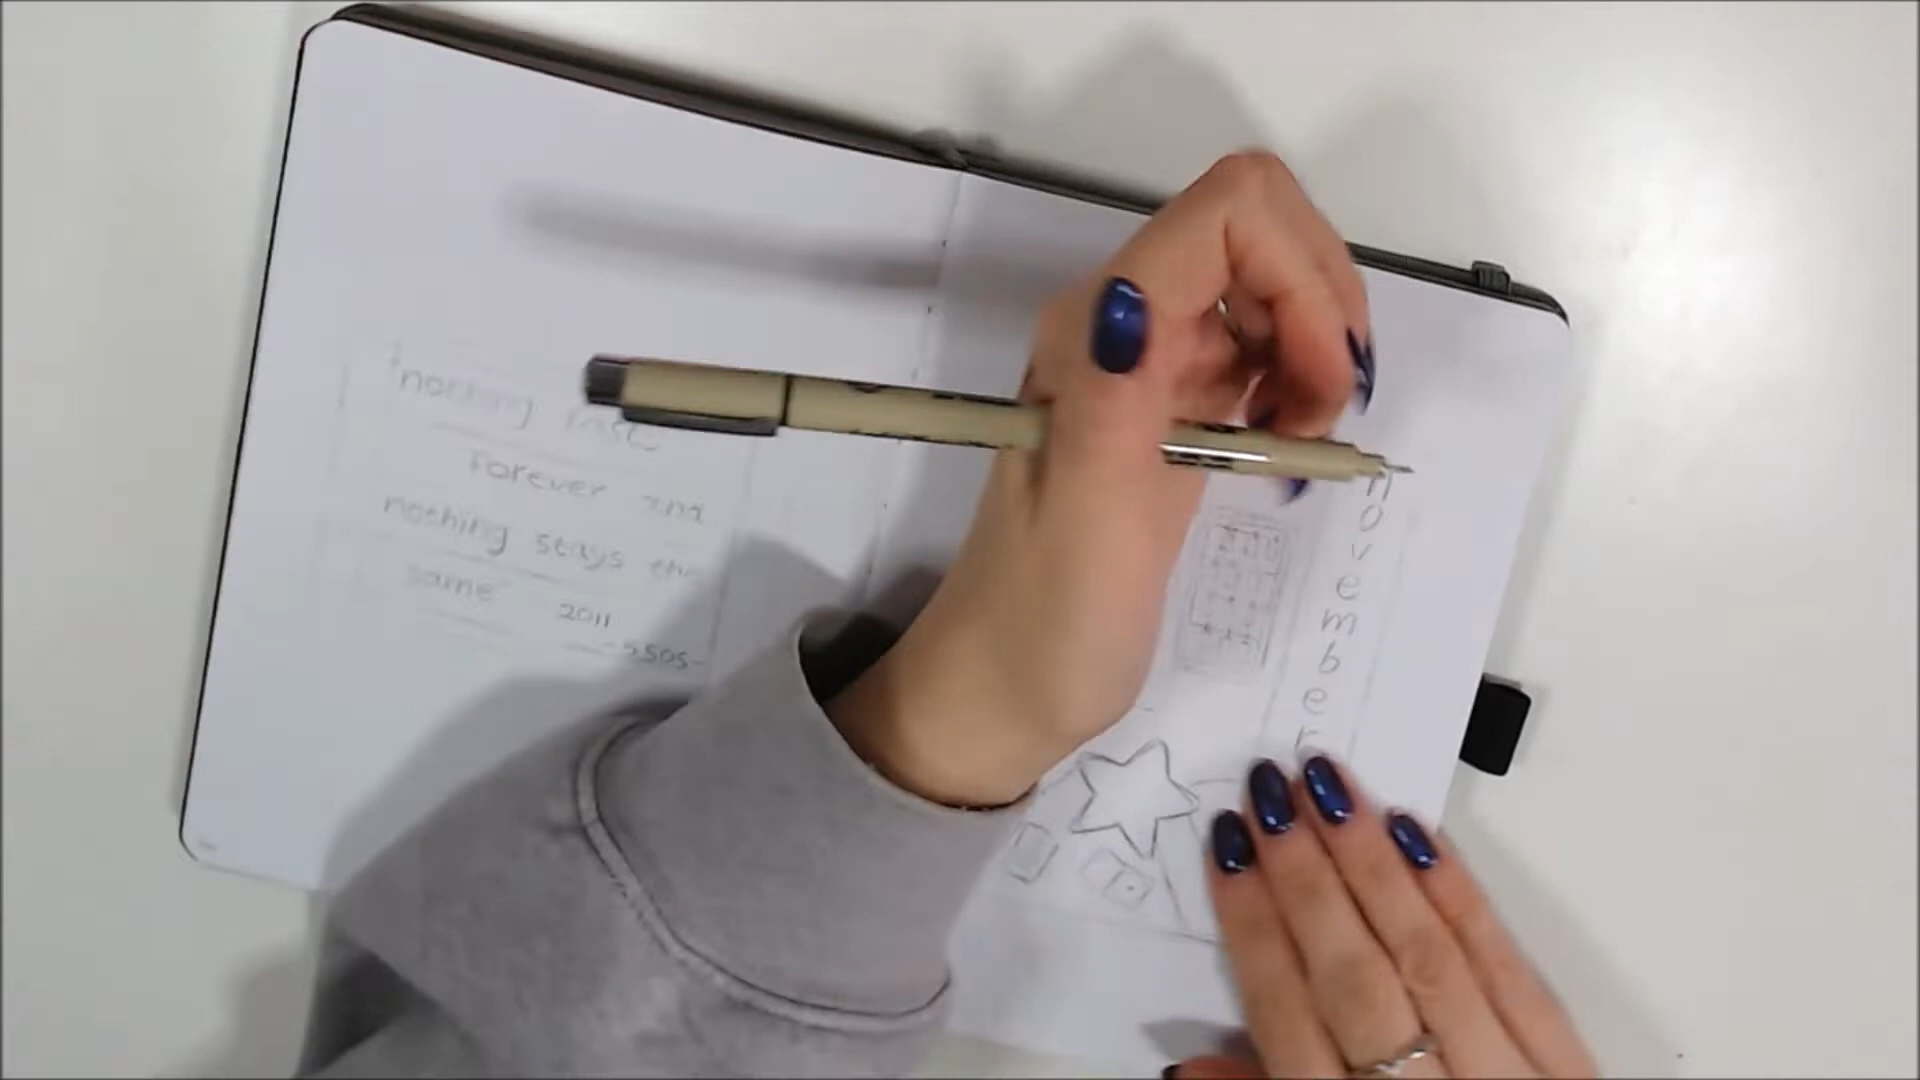 nothing lasts
Forever and
nothing stays the
same 2011
-5SOS-
november